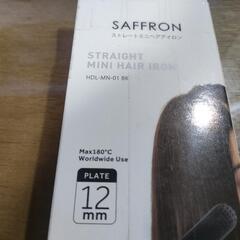 SAFFRON
ストレートミニヘアアイロン
STRAIGHT
MINI HAIR IRON
HDL-MN-01 BK
Max180°C
Worldwide Use
PLATE
12
mm